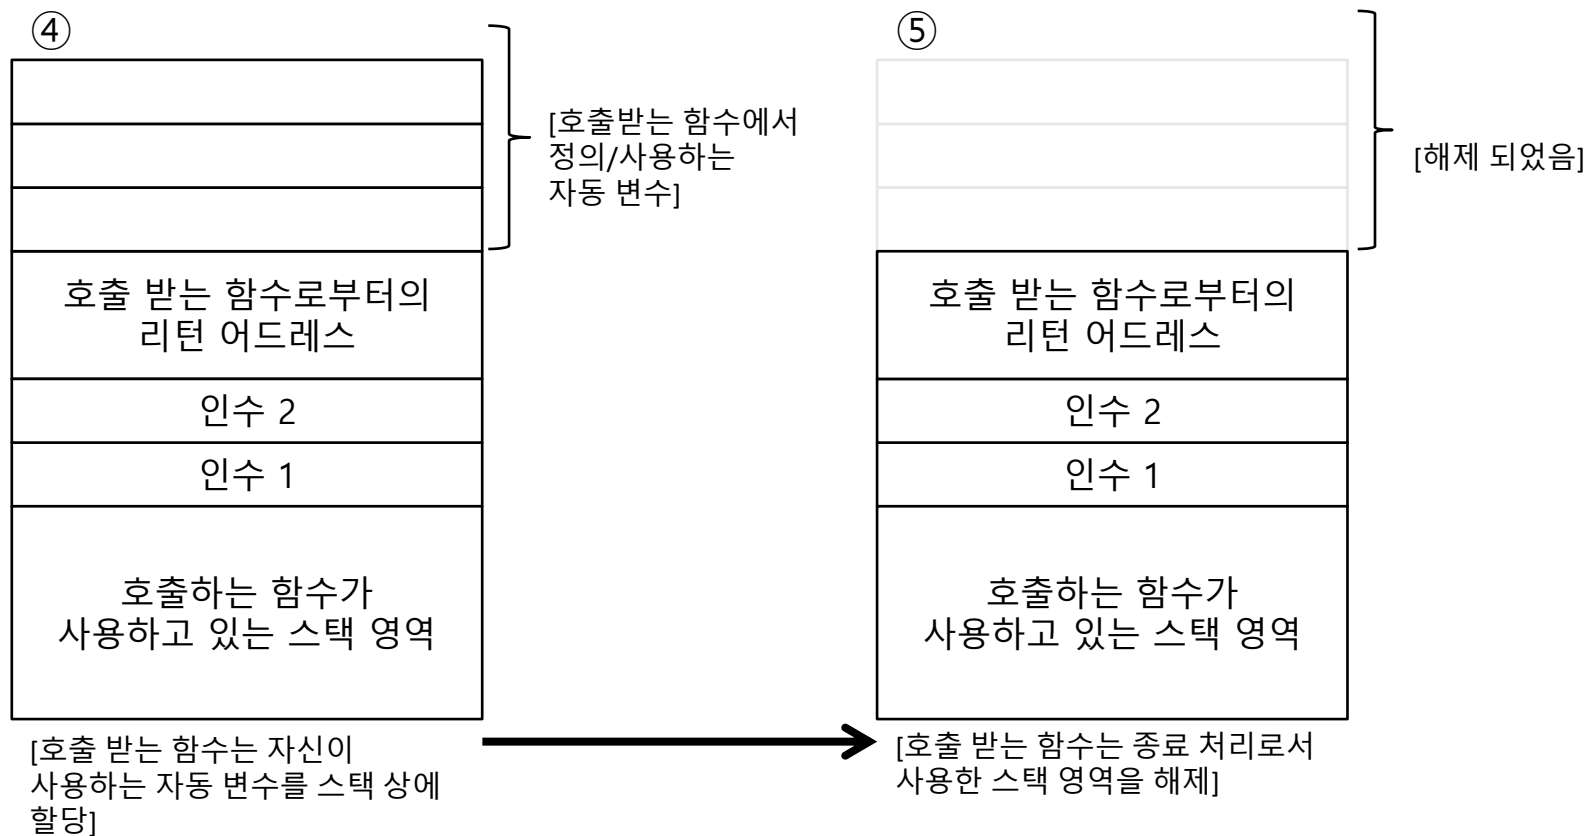 ④
[호출받는 함수에서
정의/사용하는
자동 변수]
호출 받는 함수로부터의
리턴 어드레스
인수 2
인수 1
호출하는 함수가
사용하고 있는 스택 영역
[호출 받는 함수는 자신이
사용하는 자동 변수를 스택 상에
할당]
⑤
[해제 되었음]
호출 받는 함수로부터의
리턴 어드레스
인수 2
인수 1
호출하는 함수가
사용하고 있는 스택 영역
[호출 받는 함수는 종료 처리로서
사용한 스택 영역을 해제]